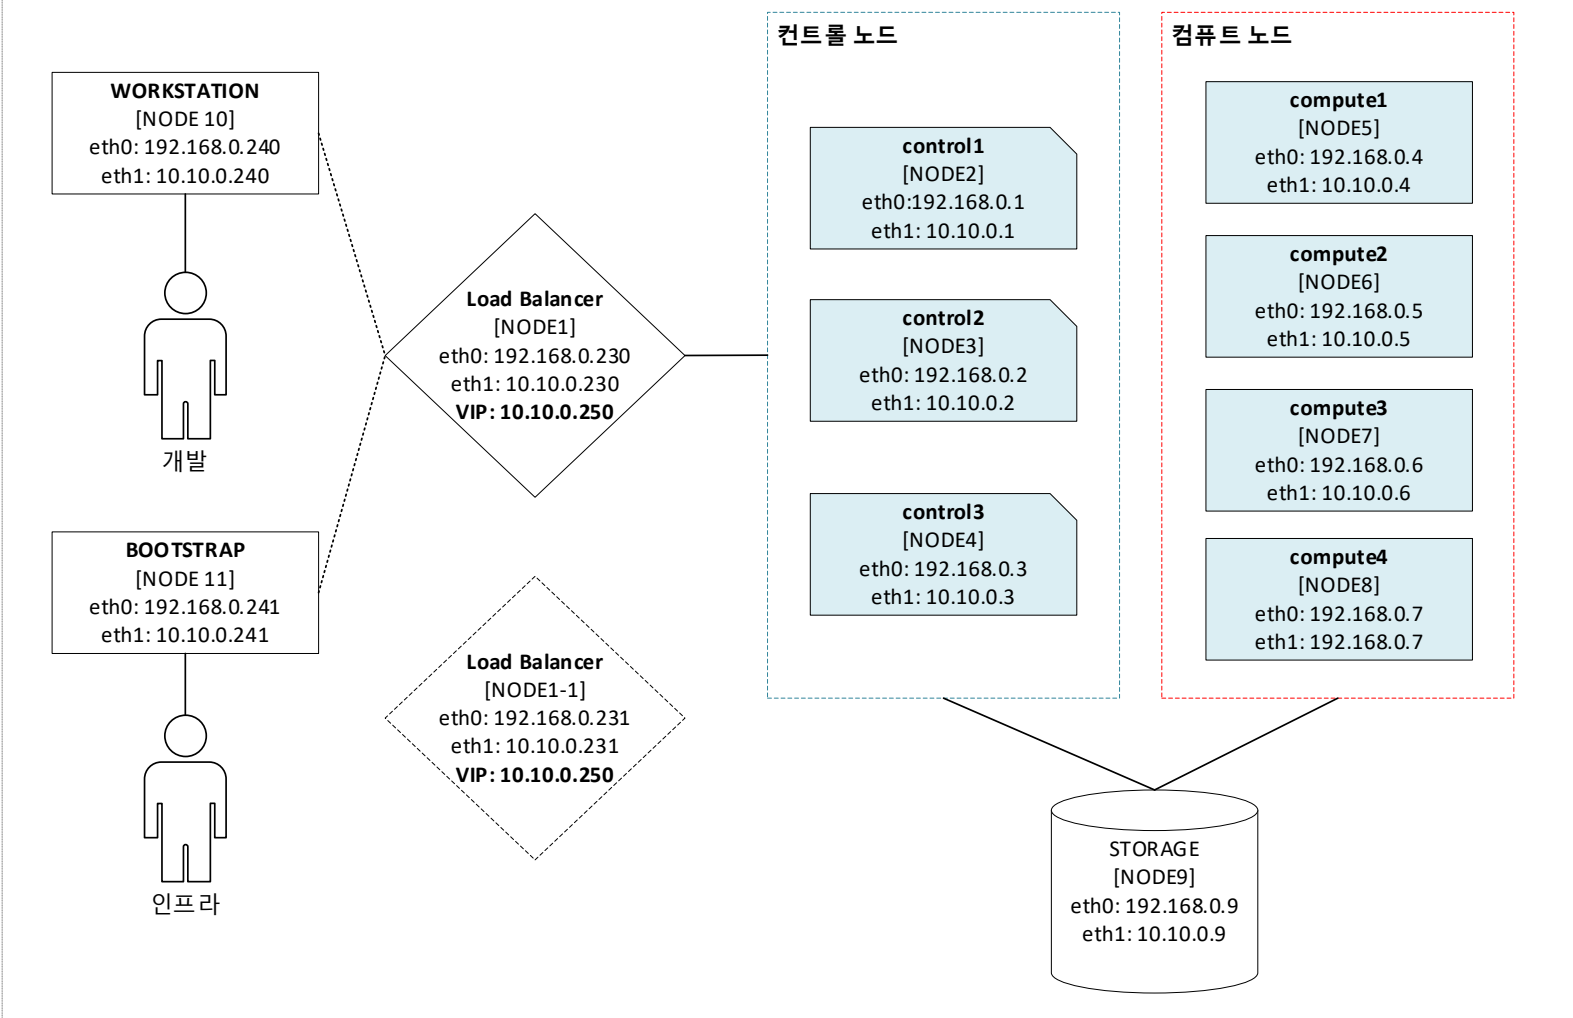 WORKSTATION
[NODE 10]
eth0: 192.168.0.240
eth1: 10.10.0.240
개발
BOOTSTRAP
[NODE 11]
eth0: 192.168.0.241
eth1: 10.10.0.241
인프라
Load Balancer
[NODE1]
eth0: 192.168.0.230
eth1: 10.10.0.230
VIP: 10.10.0.250
Load Balancer
[NODE1-1]
eth0: 192.168.0.231
eth1: 10.10.0.231
VIP: 10.10.0.250
컨트롤 노드
control1
[NODE2]
eth0:192.168.0.1
eth1: 10.10.0.1
control2
[NODE3]
eth0: 192.168.0.2
eth1: 10.10.0.2
control3
[NODE4]
eth0: 192.168.0.3
eth1: 10.10.0.3
컴퓨트 노드
compute1
[NODE5]
eth0: 192.168.0.4
eth1: 10.10.0.4
compute2
[NODE6]
eth0: 192.168.0.5
eth1: 10.10.0.5
compute3
[NODE7]
eth0: 192.168.0.6
eth1: 10.10.0.6
compute4
[NODE8]
eth0: 192.168.0.7
eth1: 192.168.0.7
STORAGE
[NODE9]
eth0: 192.168.0.9
eth1: 10.10.0.9